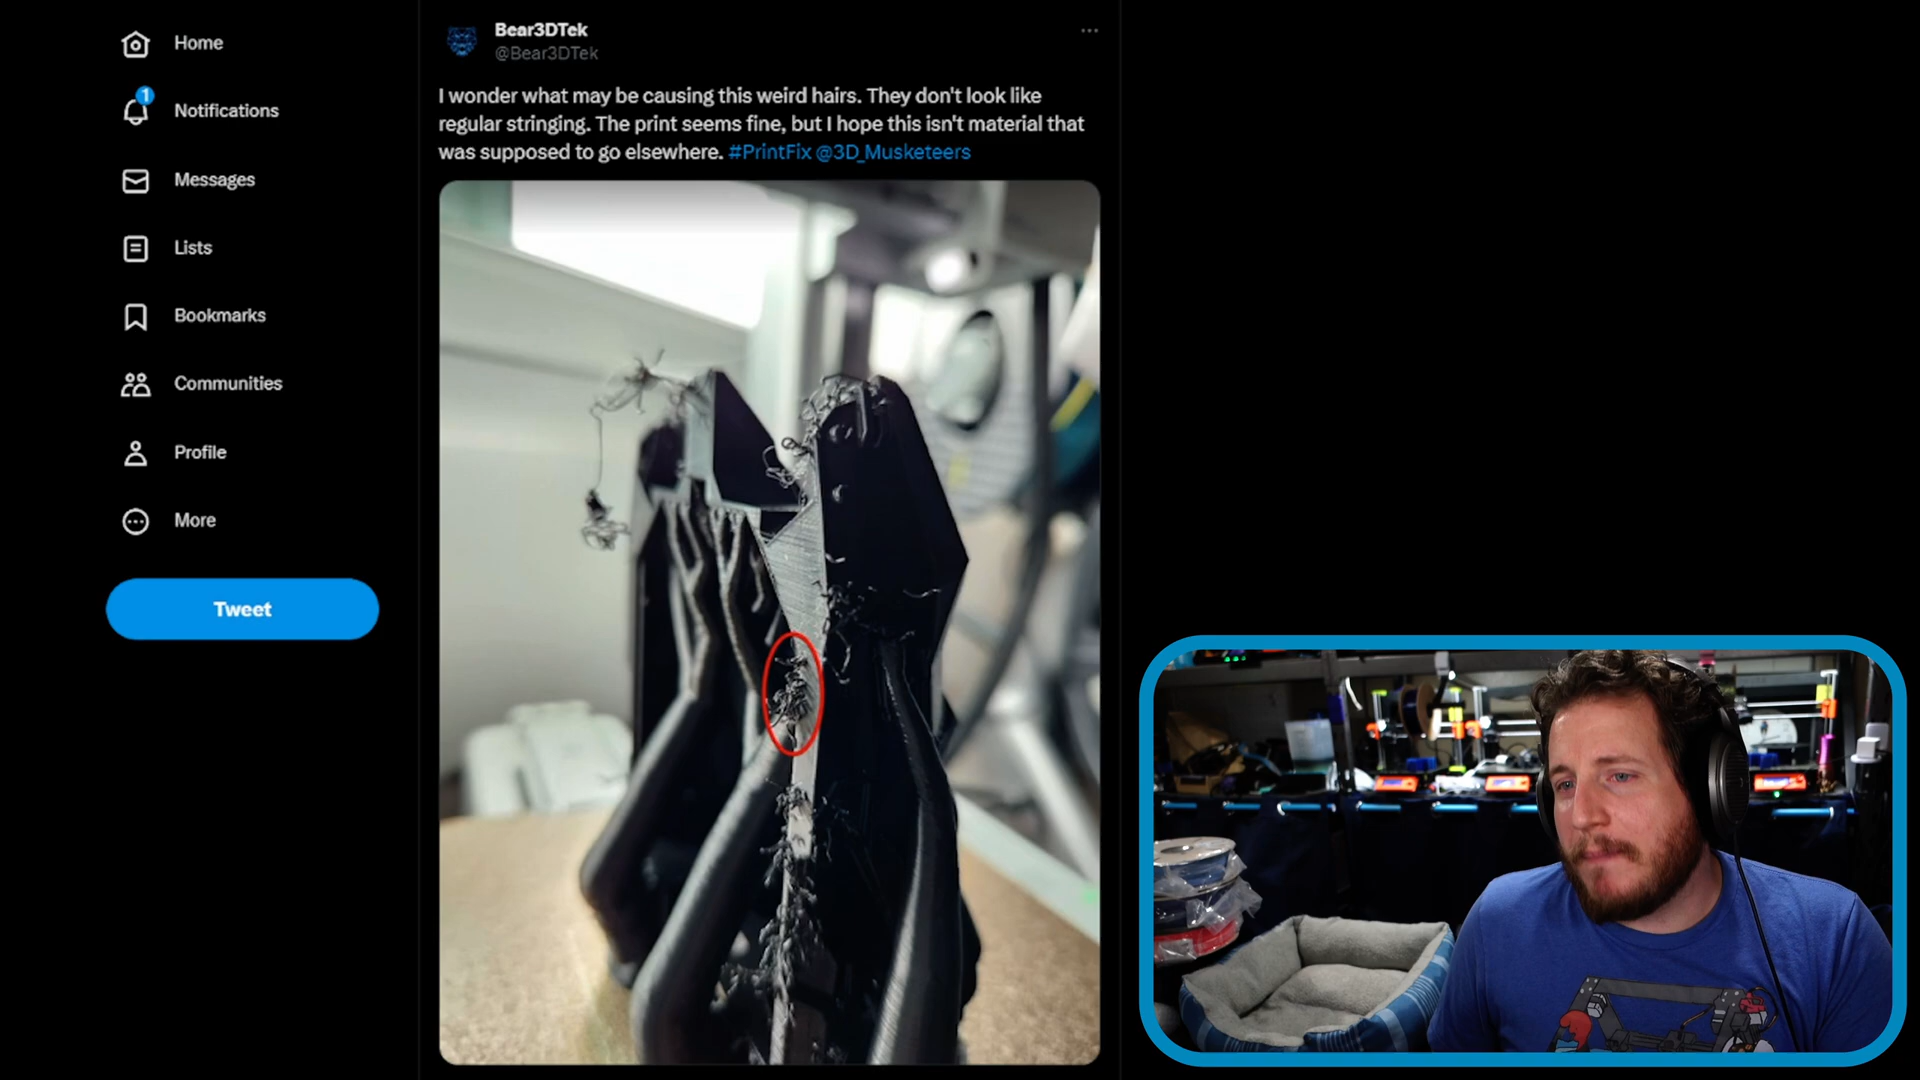 Home
1
Notifications
Messages
Lists
Bookmarks
Communities
Profile
More
Tweet
Bear3DTek
@Bear3DTek
I wonder what may be causing this weird hairs. They don't look like
regular stringing. The print seems fine, but I hope this isn't material that
was supposed to go elsewhere. #PrintFix @3D_Musketeers